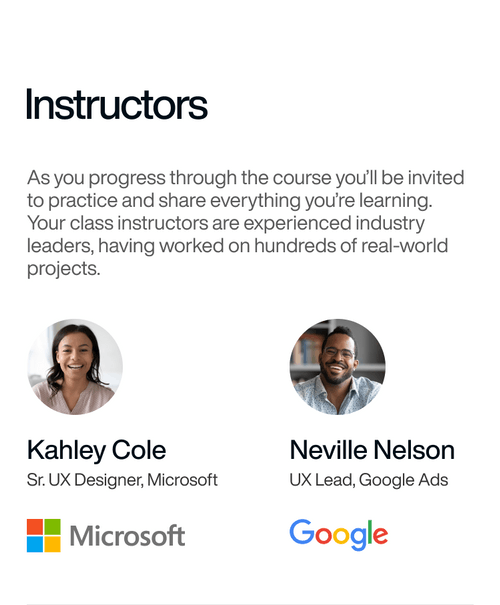 Instructors
As you progress through the course you’ll be invited
to practice and share everything you’re learning.
Your class instructors are experienced industry
leaders, having worked on hundreds of real-world
projects.
Kahley Cole
Sr. UX Designer, Microsoft
Microsoft
Neville Nelson
UX Lead, Google Ads
Google